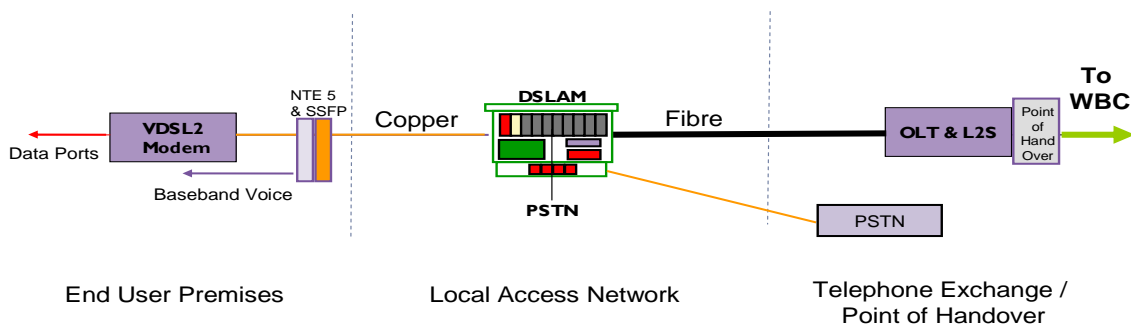 To
WBC
NTE 5
& SSFP
DSLAM
VDSL2
Modem
Copper
Fibre
OLT & L2S
Point
of
Hand
Over
Data Ports
Baseband Voice
PSTN
PSTN
End User Premises
Local Access Network
Telephone Exchange /
Point of Handover